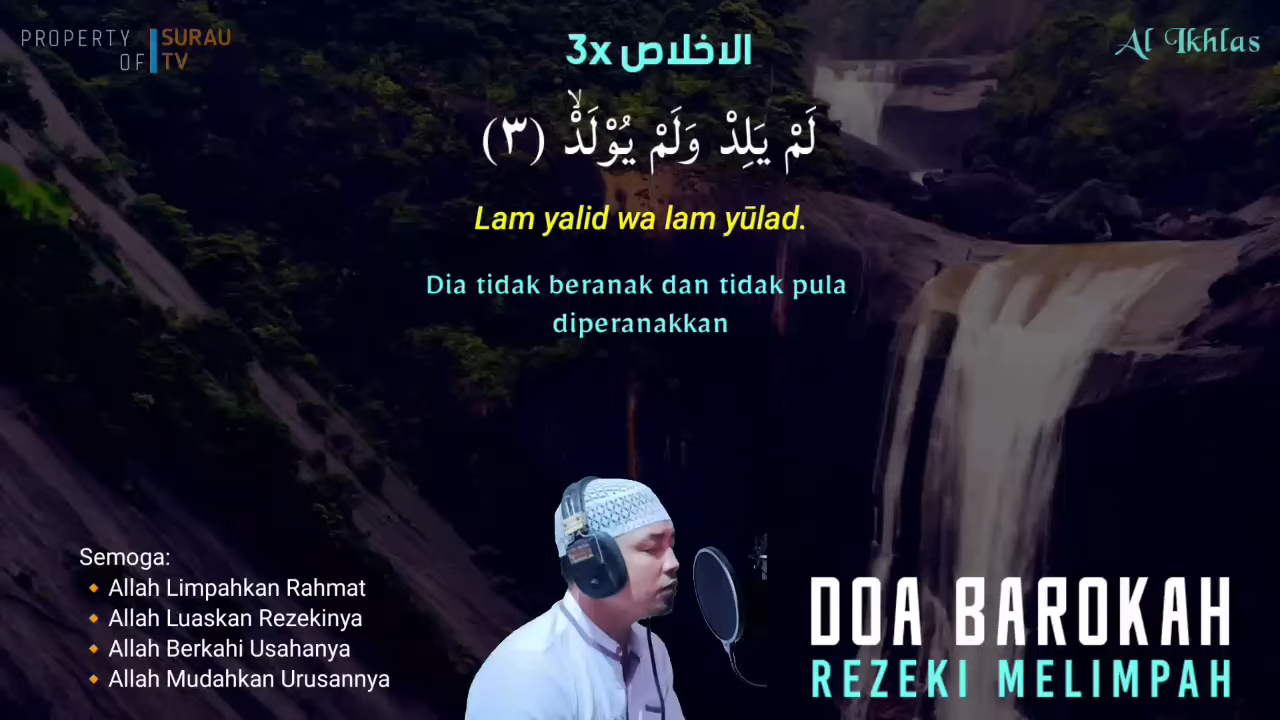 PROPERTY OF SURAU TV
الاخلاص 3x
Al Ikhlas
لَمْ يَلِدْ وَلَمْ يُوْلَدْۙ (٣)
Lam yalid wa lam yūlad.
Dia tidak beranak dan tidak pula
diperanakkan
Semoga:
🔸Allah Limpahkan Rahmat
🔸Allah Luaskan Rezekinya
🔸Allah Berkahi Usahanya
🔸Allah Mudahkan Urusannya
DOA BAROKAH
REZEKI MELIMPAH